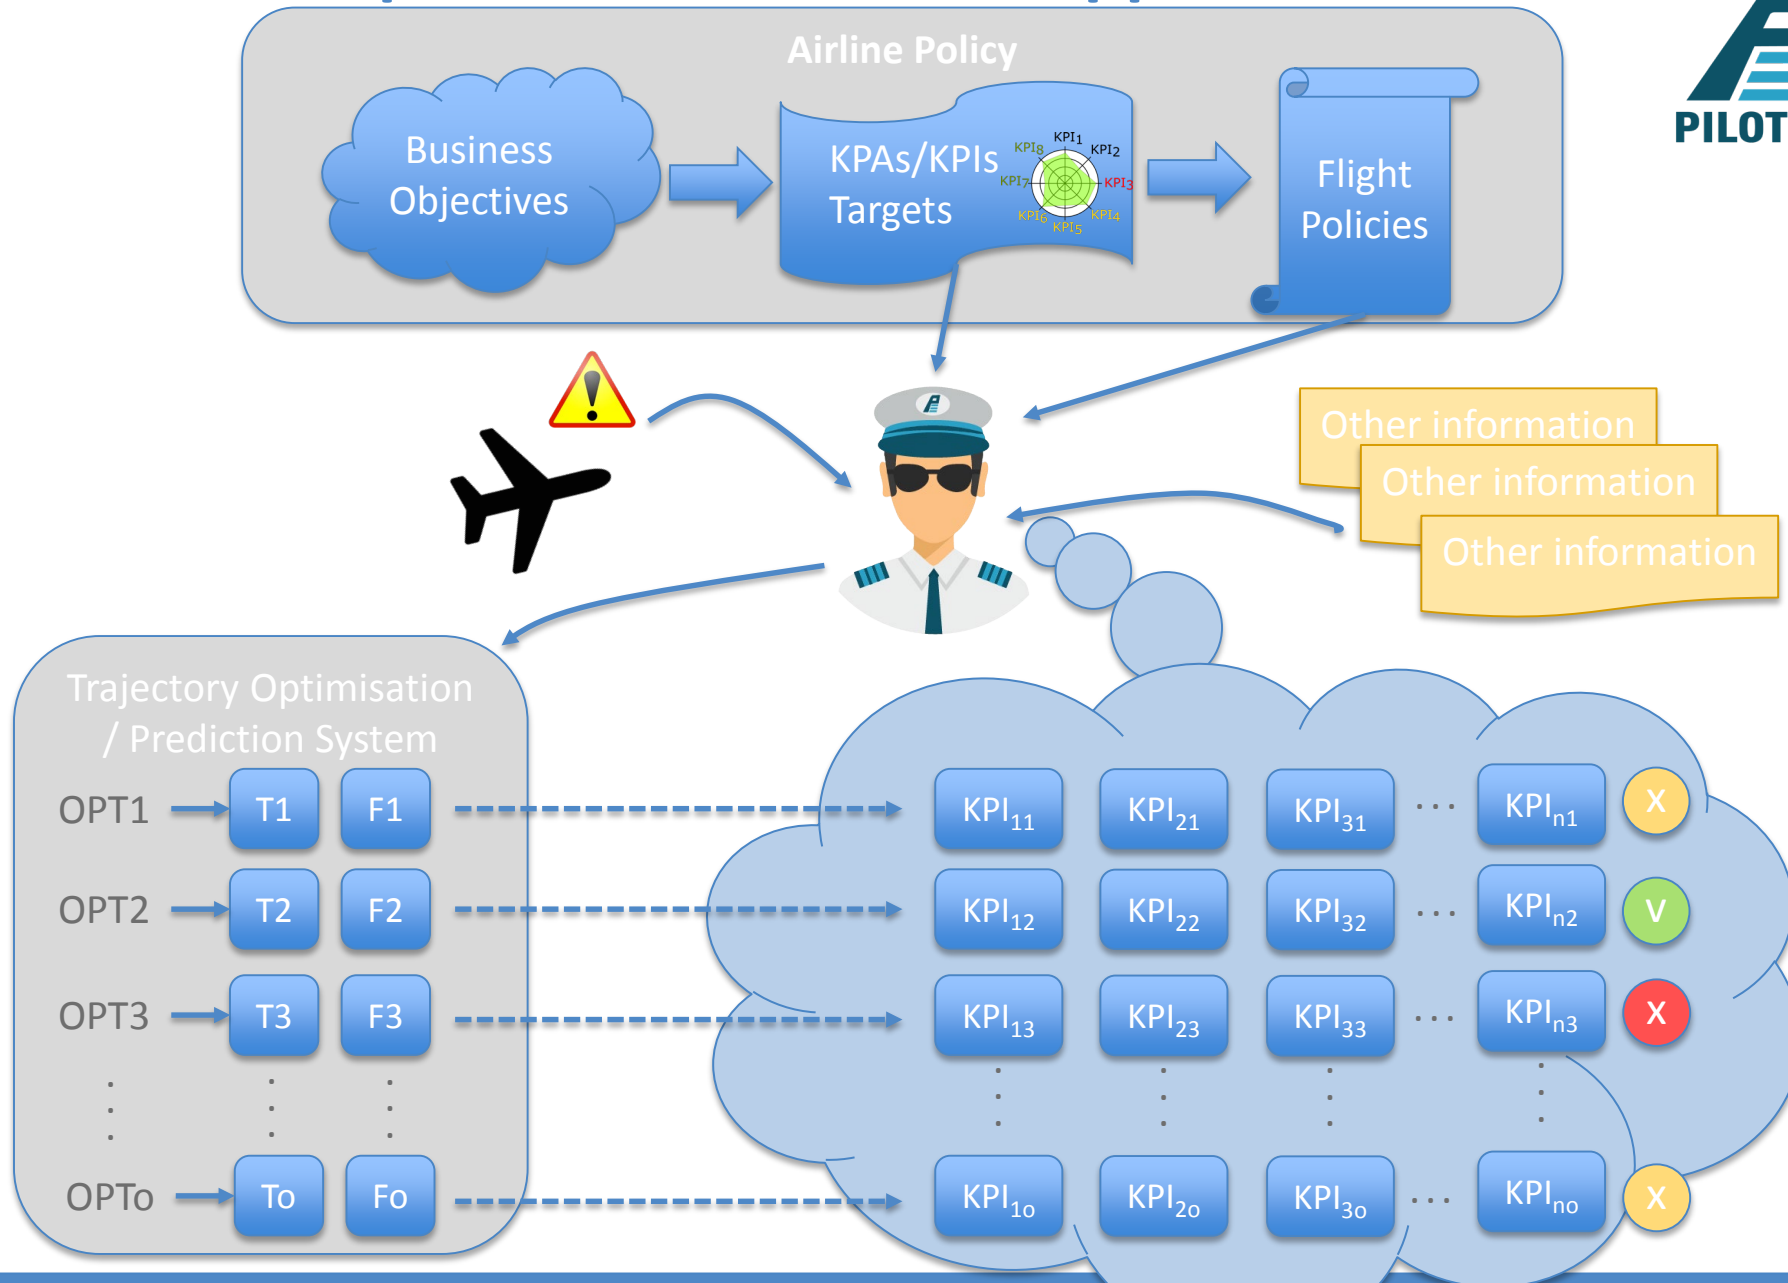 Airline Policy
Business
Objectives
KPAs/KPIs
Targets
KPI1
KPI2
KPI3
KPI4
KPI5
KPI6
KPI7
KPI8
Flight
Policies
PILOT
Other information
Other information
Other information
Trajectory Optimisation
/ Prediction System
OPT1 T1 F1 KPI11 KPI21 KPI31 ... KPIn1 X
OPT2 T2 F2 KPI12 KPI22 KPI32 ... KPIn2 V
OPT3 T3 F3 KPI13 KPI23 KPI33 ... KPIn3 X
OPTo To Fo KPI1o KPI2o KPI3o ... KPIno X